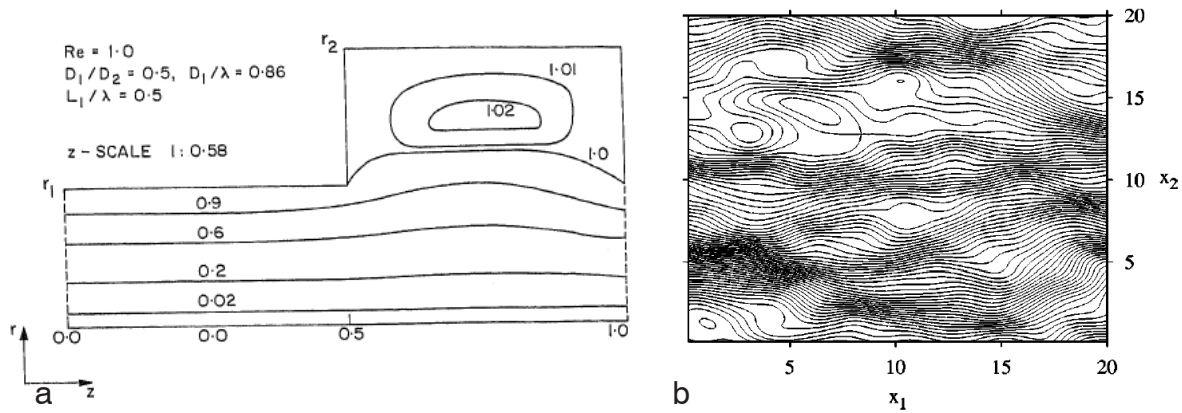 Re = 1·0
D₁/D₂ = 0·5, D₁/λ = 0·86
L₁/λ = 0·5
z-SCALE 1:0·58
r₂
1·01
1·02
1·0
r₁
0·9
0·6
0·2
0·02
r
0·0
0·0
0·5
1·0
z
a
20
15
10
x₂
5
5
10
15
20
x₁
b